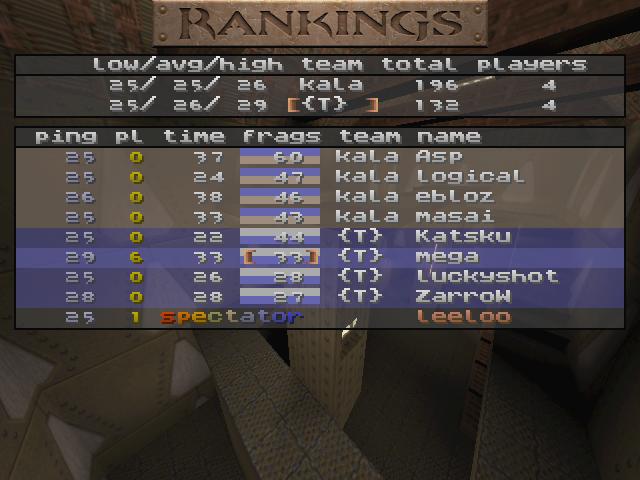 RANKINGS
low/avg/high team total players
25/ 25/ 26 kala 196 4
25/ 26/ 29 [{T} ] 132 4
ping pl time frags team name
25 0 37 60 kala Asp
25 0 24 47 kala logical
26 0 38 46 kala ebloz
25 0 33 43 kala masai
25 0 22 44 {T} Katsku
29 6 33 [ 33] {T} mega
25 0 26 28 {T} luckyshot
28 0 28 27 {T} ZarroW
25 1 spectator leeloo